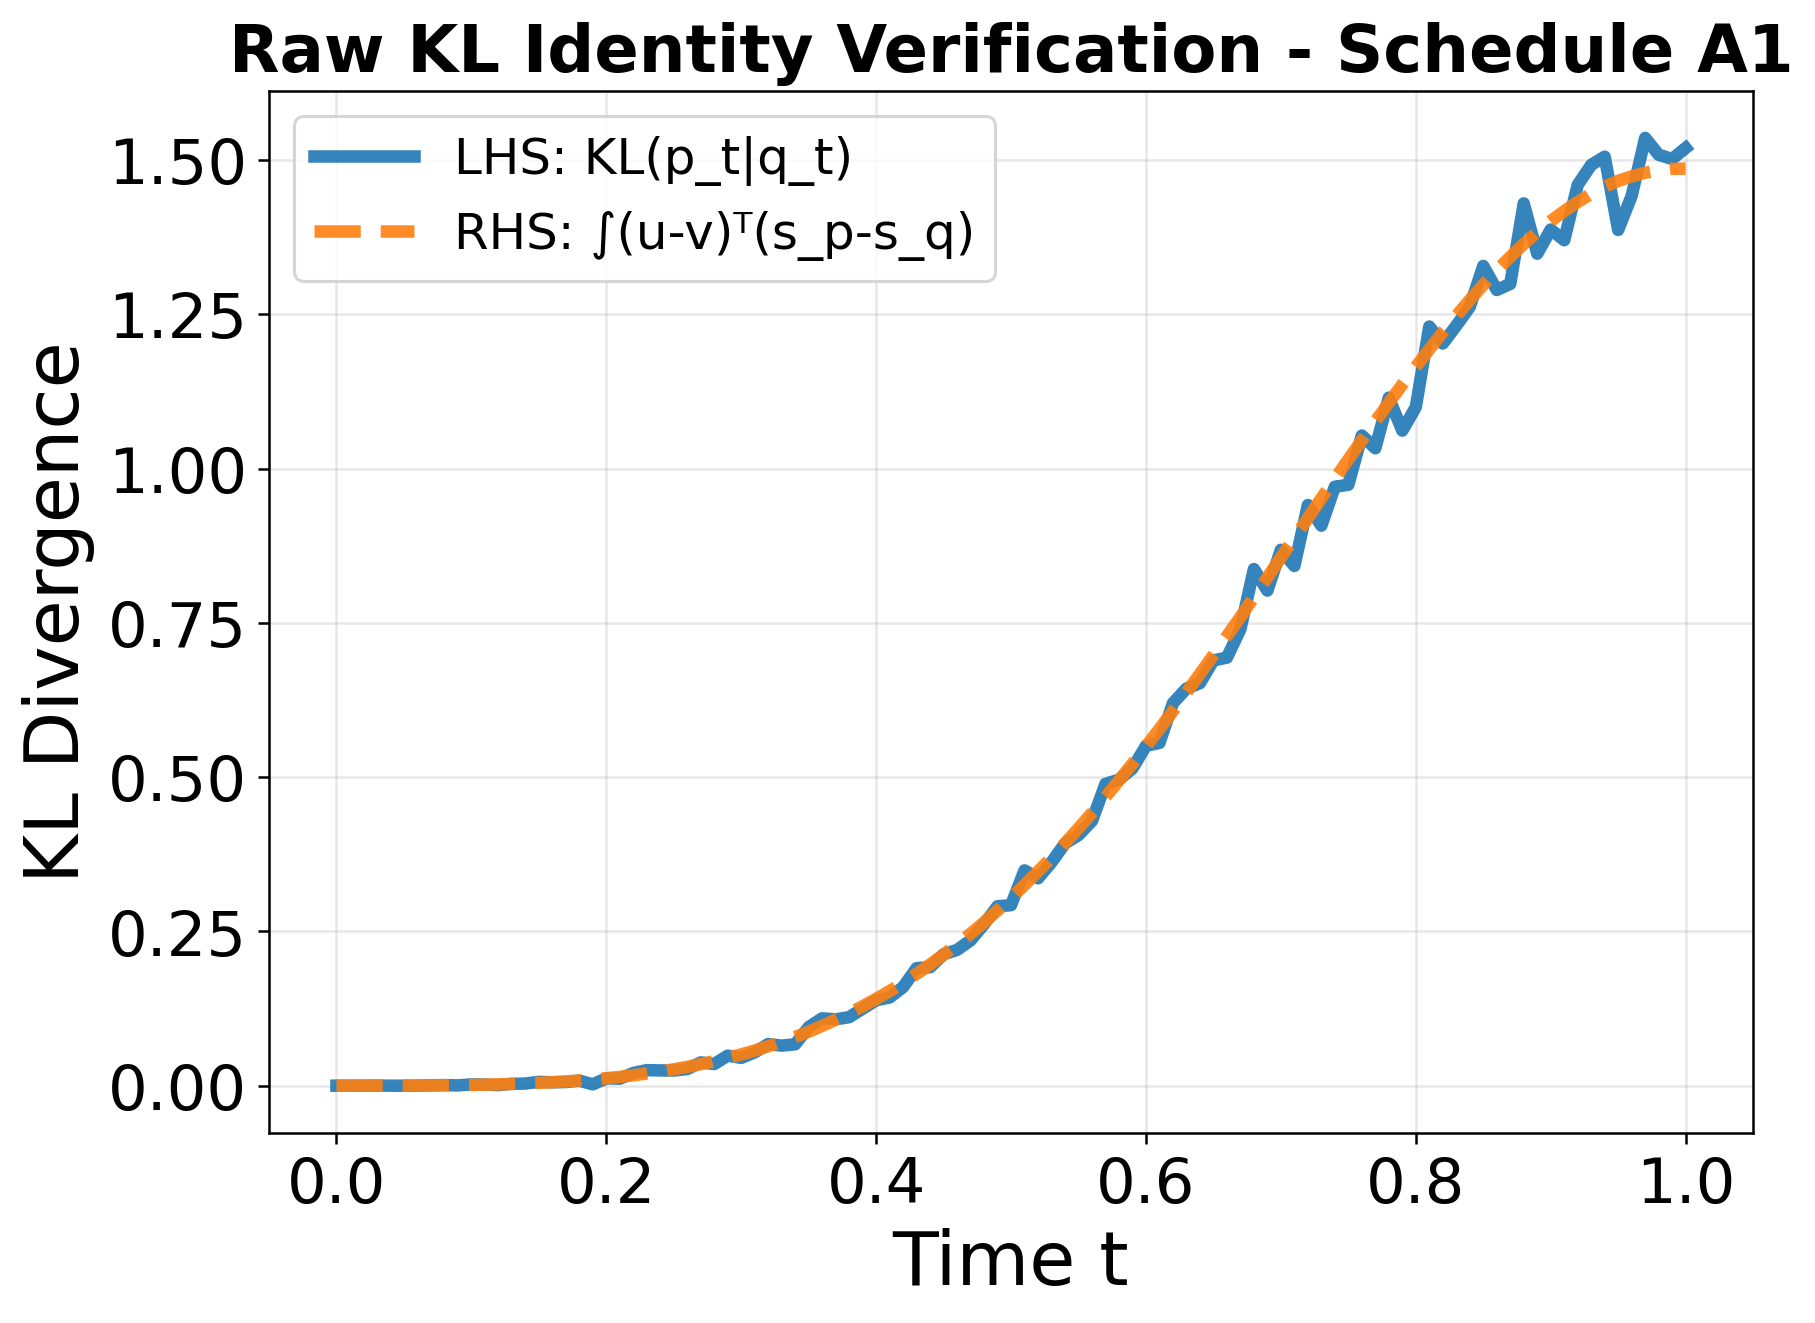 Raw KL Identity Verification - Schedule A1
LHS: KL(p_t|q_t)
RHS: ∫(u-v)ᵀ(s_p-s_q)
KL Divergence
1.50
1.25
1.00
0.75
0.50
0.25
0.00
0.0 0.2 0.4 0.6 0.8 1.0
Time t